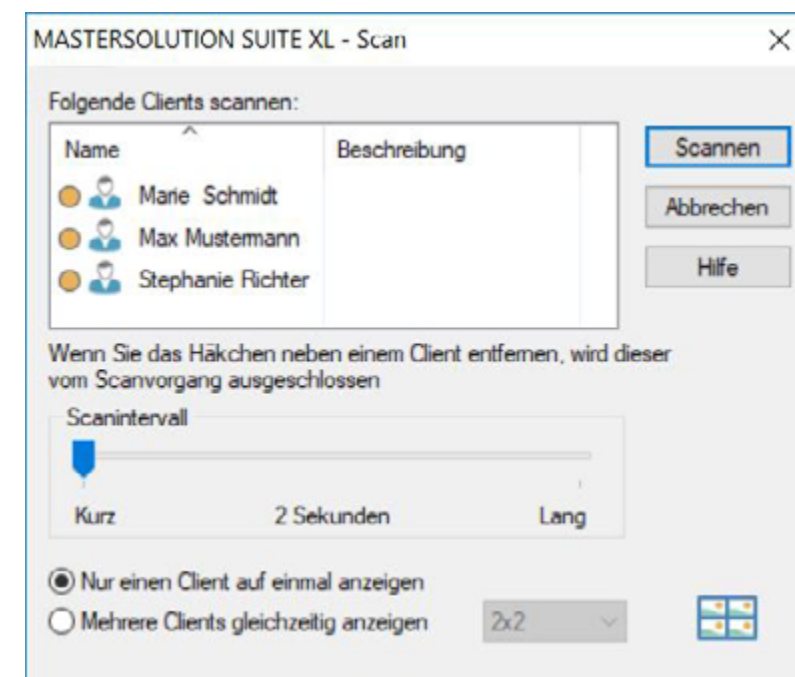 MASTERSOLUTION SUITE XL - Scan
Folgende Clients scannen:
Name Beschreibung
Marie Schmidt
Max Mustermann
Stephanie Richter
Scannen
Abbrechen
Hilfe
Wenn Sie das Häkchen neben einem Client entfernen, wird dieser
vom Scanvorgang ausgeschlossen
Scanintervall
Kurz 2 Sekunden Lang
Nur einen Client auf einmal anzeigen
Mehrere Clients gleichzeitig anzeigen 2x2